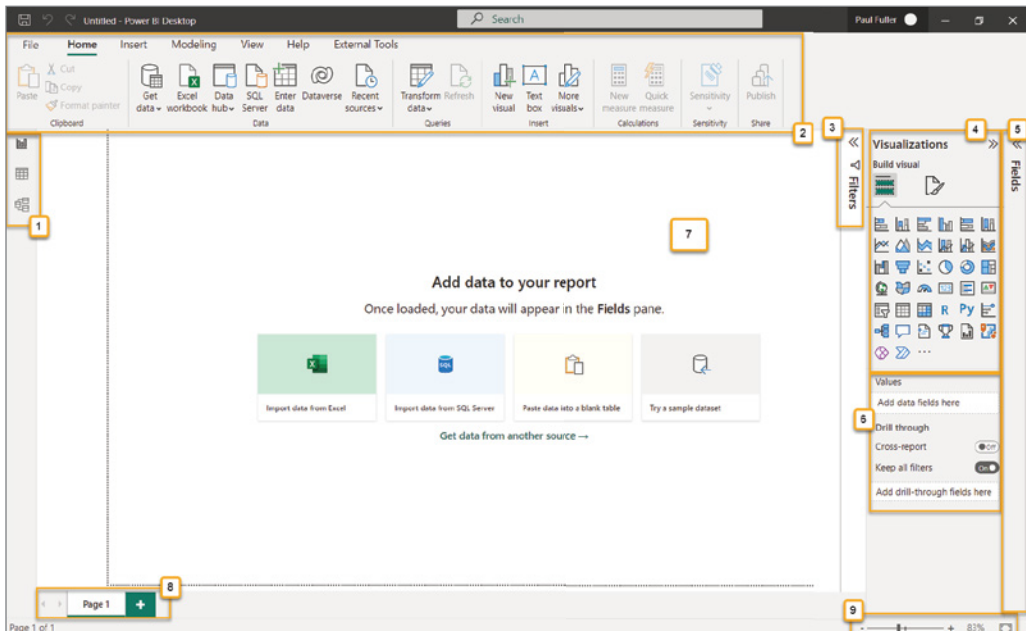 Untitled - Power BI Desktop
Search
Paul Fuller
File Home Insert Modeling View Help External Tools
Paste
Cut
Copy
Format painter
Get data
Excel workbook
Data hub
SQL Server
Enter data
Dataverse
Recent sources
Transform data
Refresh
New visual
Text box
More visuals
New measure
Quick measure
Sensitivity
Publish
Clipboard
Data
Queries
Insert
Calculations
Sensitivity
Share
2
1
3
Filters
4
Visualizations
Build visual
5
Fields
R Py
7
Add data to your report
Once loaded, your data will appear in the Fields pane.
SQL
Import data from Excel
Import data from SQL Server
Paste data into a blank table
Try a sample dataset
Get data from another source →
6
Values
Add data fields here
Drill through
Cross-report
Off
Keep all filters
On
Add drill-through fields here
8
Page 1
+
9
Page 1 of 1
- + 83%